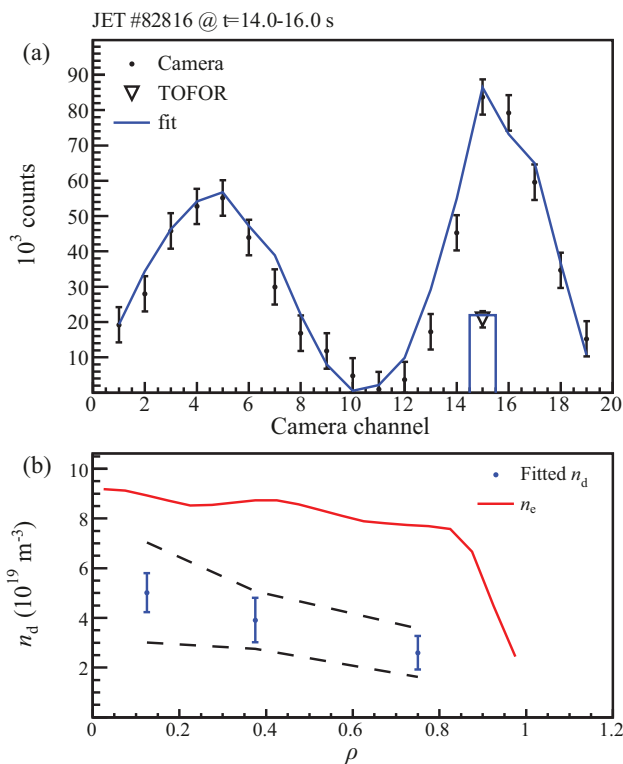 JET #82816 @ t=14.0-16.0 s
(a)
90
80
70
60
50
40
30
20
10
10³ counts
Camera
TOFOR
fit
0 2 4 6 8 10 12 14 16 18 20
Camera channel
(b)
10
8
6
4
2
n_d (10¹⁹ m⁻³)
Fitted n_d
n_e
0 0.2 0.4 0.6 0.8 1 1.2
ρ